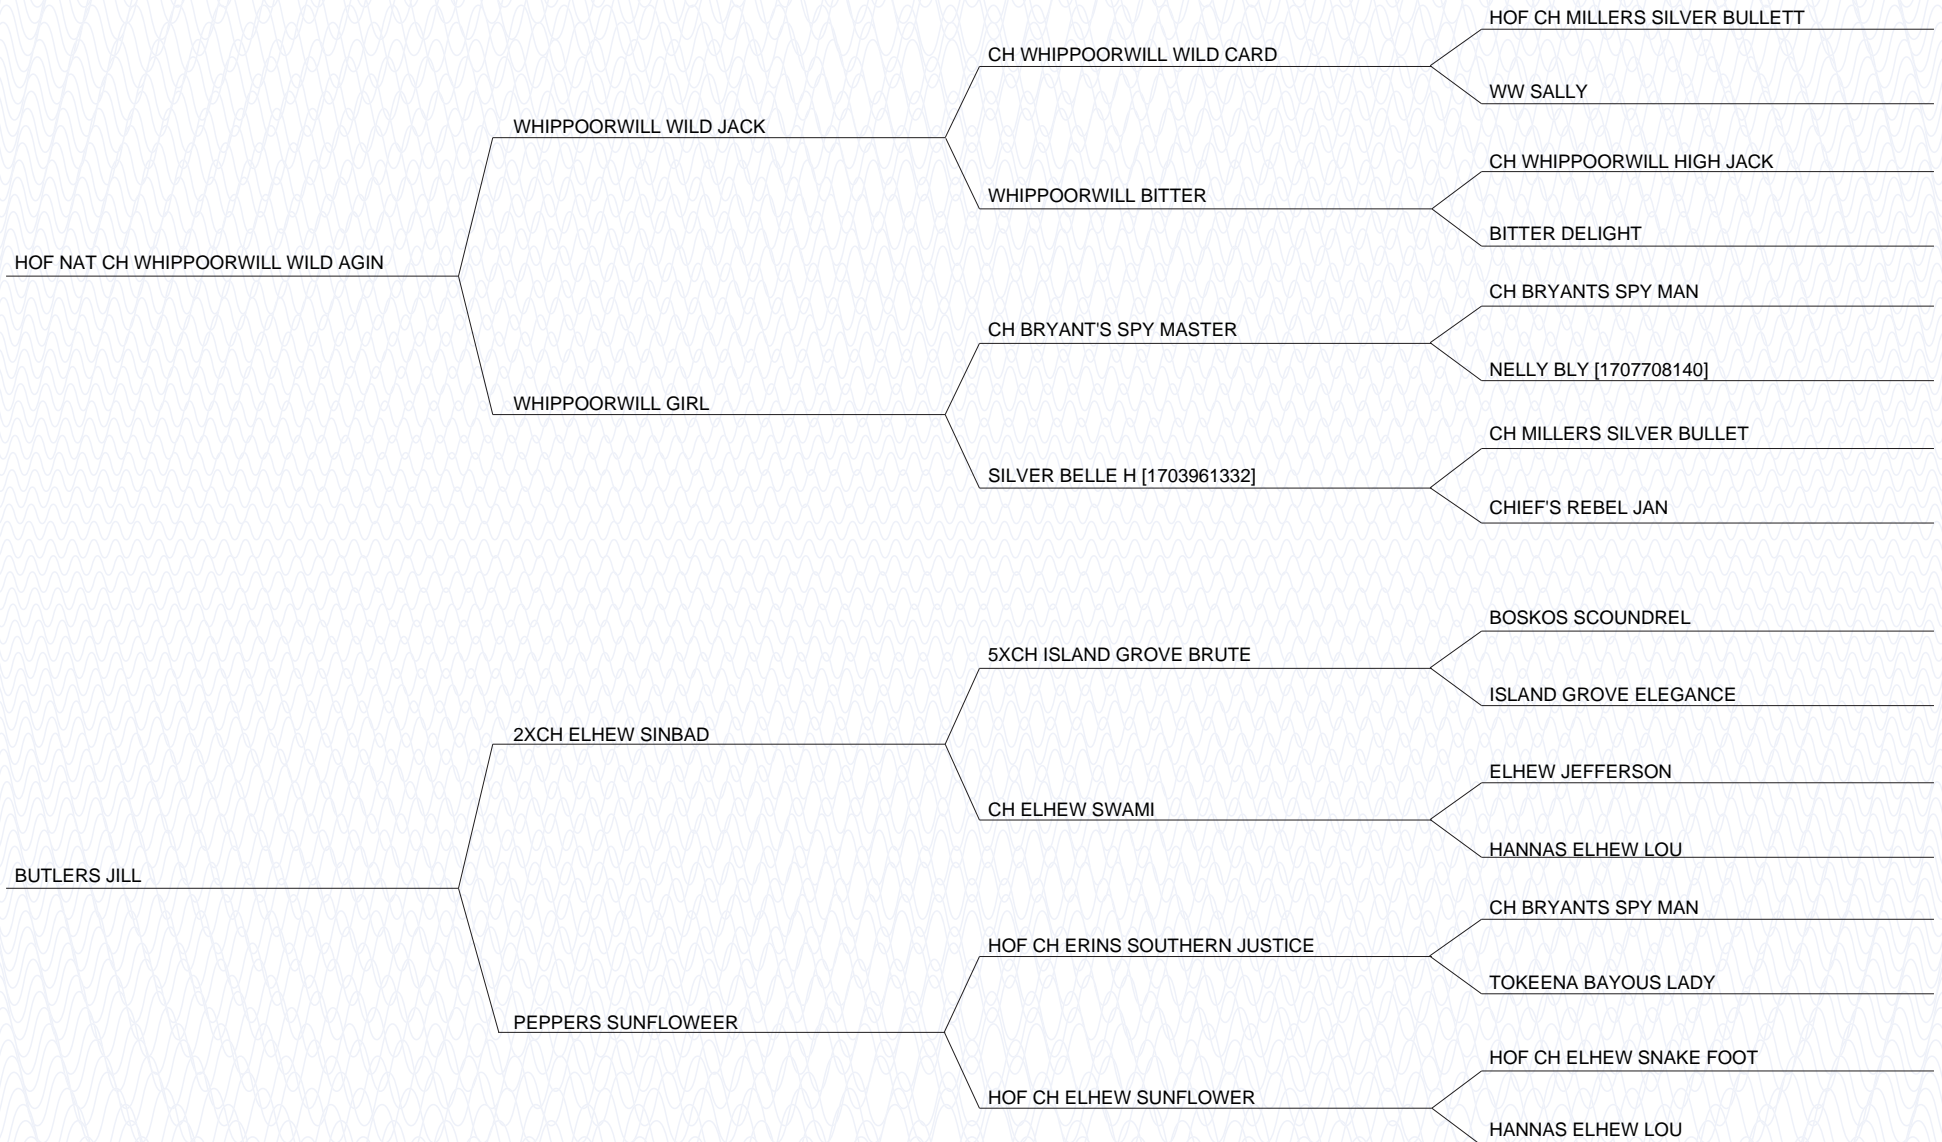 HOF CH MILLERS SILVER BULLETT
CH WHIPPOORWILL WILD CARD
WW SALLY
WHIPPOORWILL WILD JACK
CH WHIPPOORWILL HIGH JACK
WHIPPOORWILL BITTER
BITTER DELIGHT
HOF NAT CH WHIPPOORWILL WILD AGIN
CH BRYANTS SPY MAN
CH BRYANT'S SPY MASTER
NELLY BLY [1707708140]
WHIPPOORWILL GIRL
CH MILLERS SILVER BULLET
SILVER BELLE H [1703961332]
CHIEF'S REBEL JAN
BOSKOS SCOUNDREL
5XCH ISLAND GROVE BRUTE
ISLAND GROVE ELEGANCE
2XCH ELHEW SINBAD
ELHEW JEFFERSON
CH ELHEW SWAMI
HANNAS ELHEW LOU
BUTLERS JILL
CH BRYANTS SPY MAN
HOF CH ERINS SOUTHERN JUSTICE
TOKEENA BAYOUS LADY
PEPPERS SUNFLOWEER
HOF CH ELHEW SNAKE FOOT
HOF CH ELHEW SUNFLOWER
HANNAS ELHEW LOU